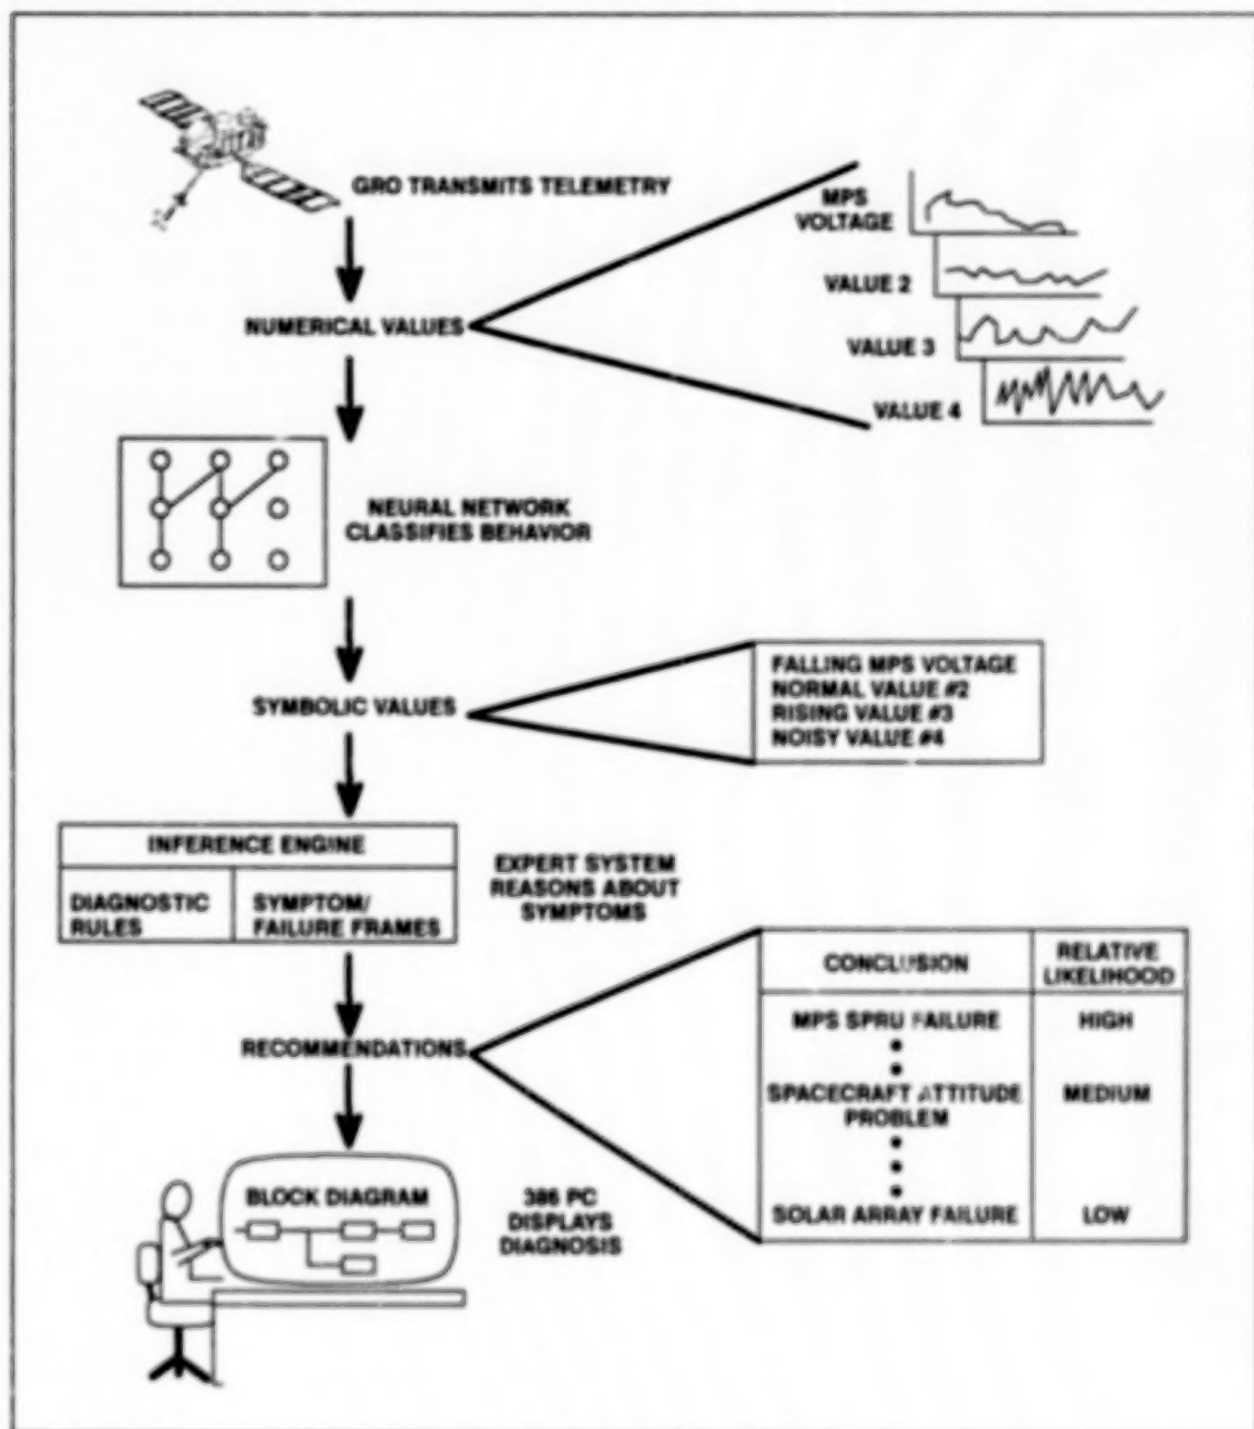 GRO TRANSMITS TELEMETRY
MPS
VOLTAGE
VALUE 2
VALUE 3
VALUE 4
NUMERICAL VALUES
NEURAL NETWORK
CLASSIFIES BEHAVIOR
SYMBOLIC VALUES
FALLING MPS VOLTAGE
NORMAL VALUE #2
RISING VALUE #3
NOISY VALUE #4
INFERENCE ENGINE
DIAGNOSTIC
RULES
SYMPTOM/
FAILURE FRAMES
EXPERT SYSTEM
REASONS ABOUT
SYMPTOMS
RECOMMENDATIONS
CONCLUSION
RELATIVE
LIKELIHOOD
MPS SPRU FAILURE
HIGH
SPACECRAFT ATTITUDE
PROBLEM
MEDIUM
SOLAR ARRAY FAILURE
LOW
BLOCK DIAGRAM
386 PC
DISPLAYS
DIAGNOSIS